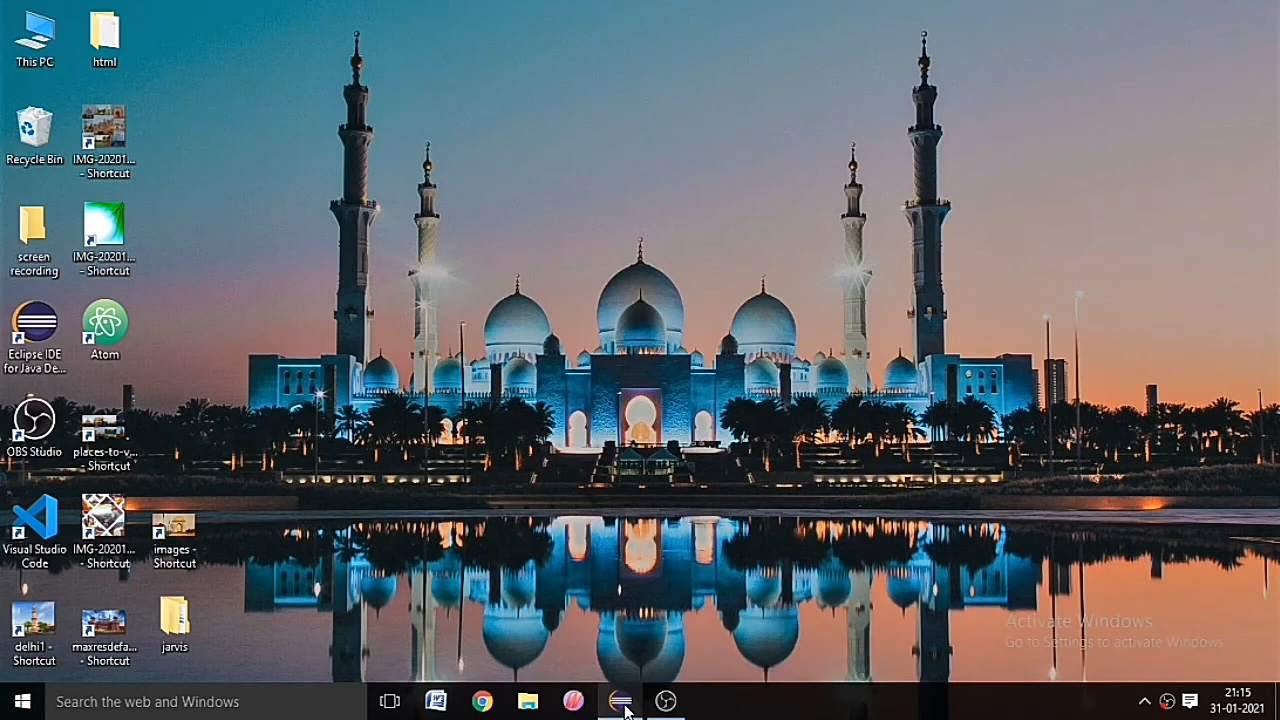 This PC
html
Recycle Bin
IMG-20201...
- Shortcut
screen
recording
IMG-20201...
- Shortcut
Eclipse IDE
for Java De...
Atom
OBS Studio
places-to-v...
- Shortcut
Visual Studio
Code
IMG-20201...
- Shortcut
images -
Shortcut
delhi1 -
Shortcut
maxresdefa...
- Shortcut
jarvis
Activate Windows
Go to Settings to activate Windows.
Search the web and Windows
21:15
31-01-2021